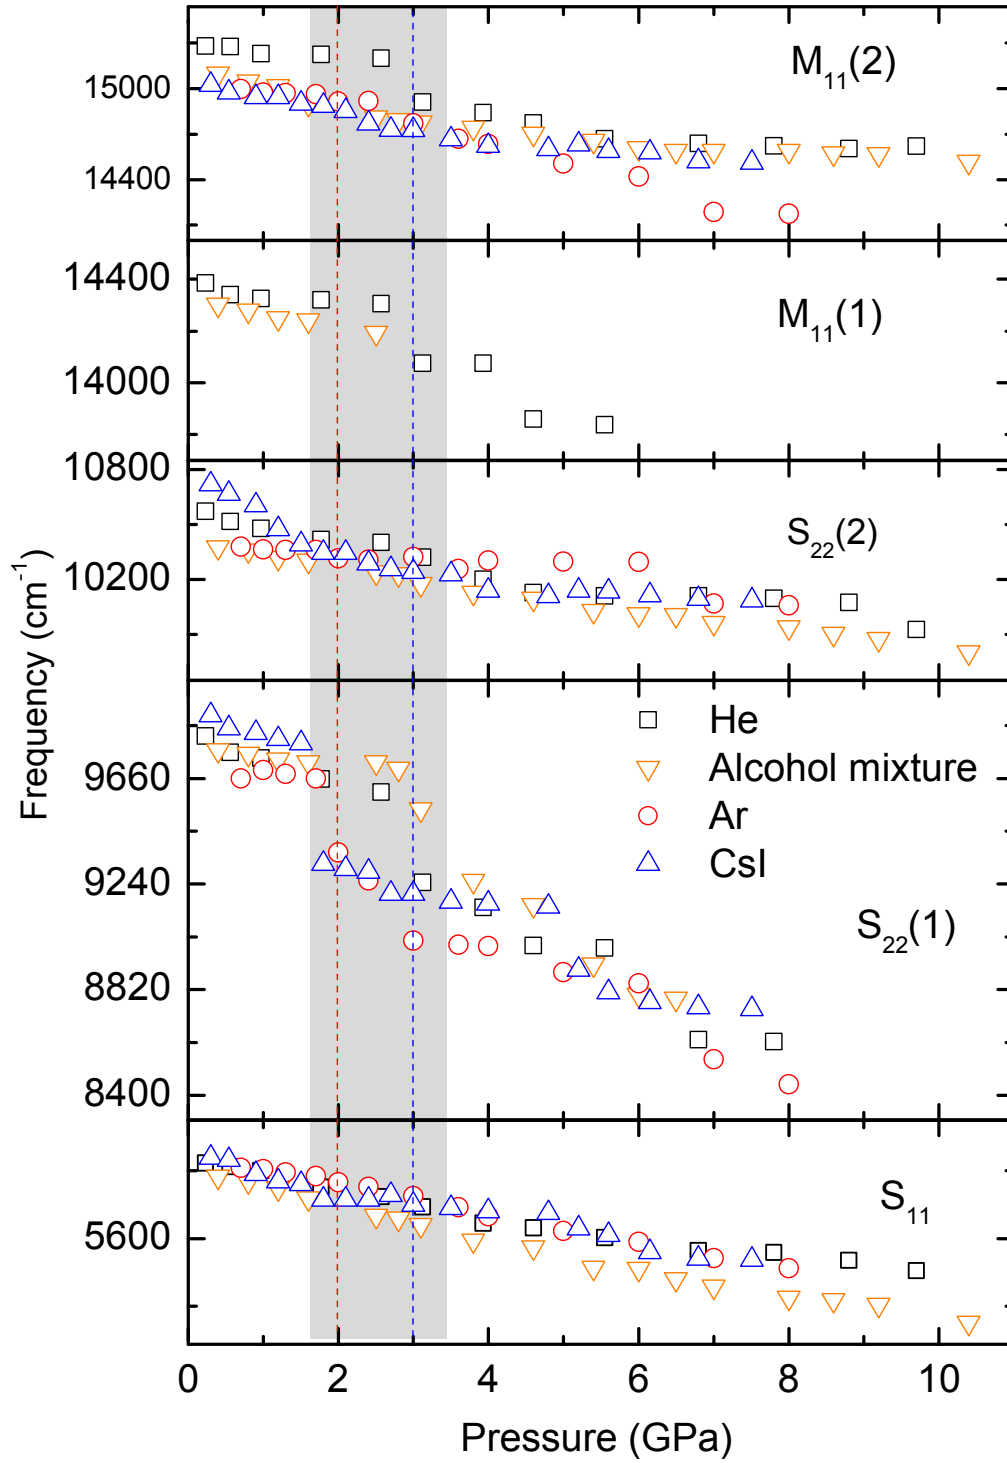 M₁₁(2)
15000
14400
14400
M₁₁(1)
14000
10800
S₂₂(2)
10200
Frequency (cm⁻¹)
He
9660
Alcohol mixture
Ar
CsI
9240
S₂₂(1)
8820
8400
S₁₁
5600
0 2 4 6 8 10
Pressure (GPa)